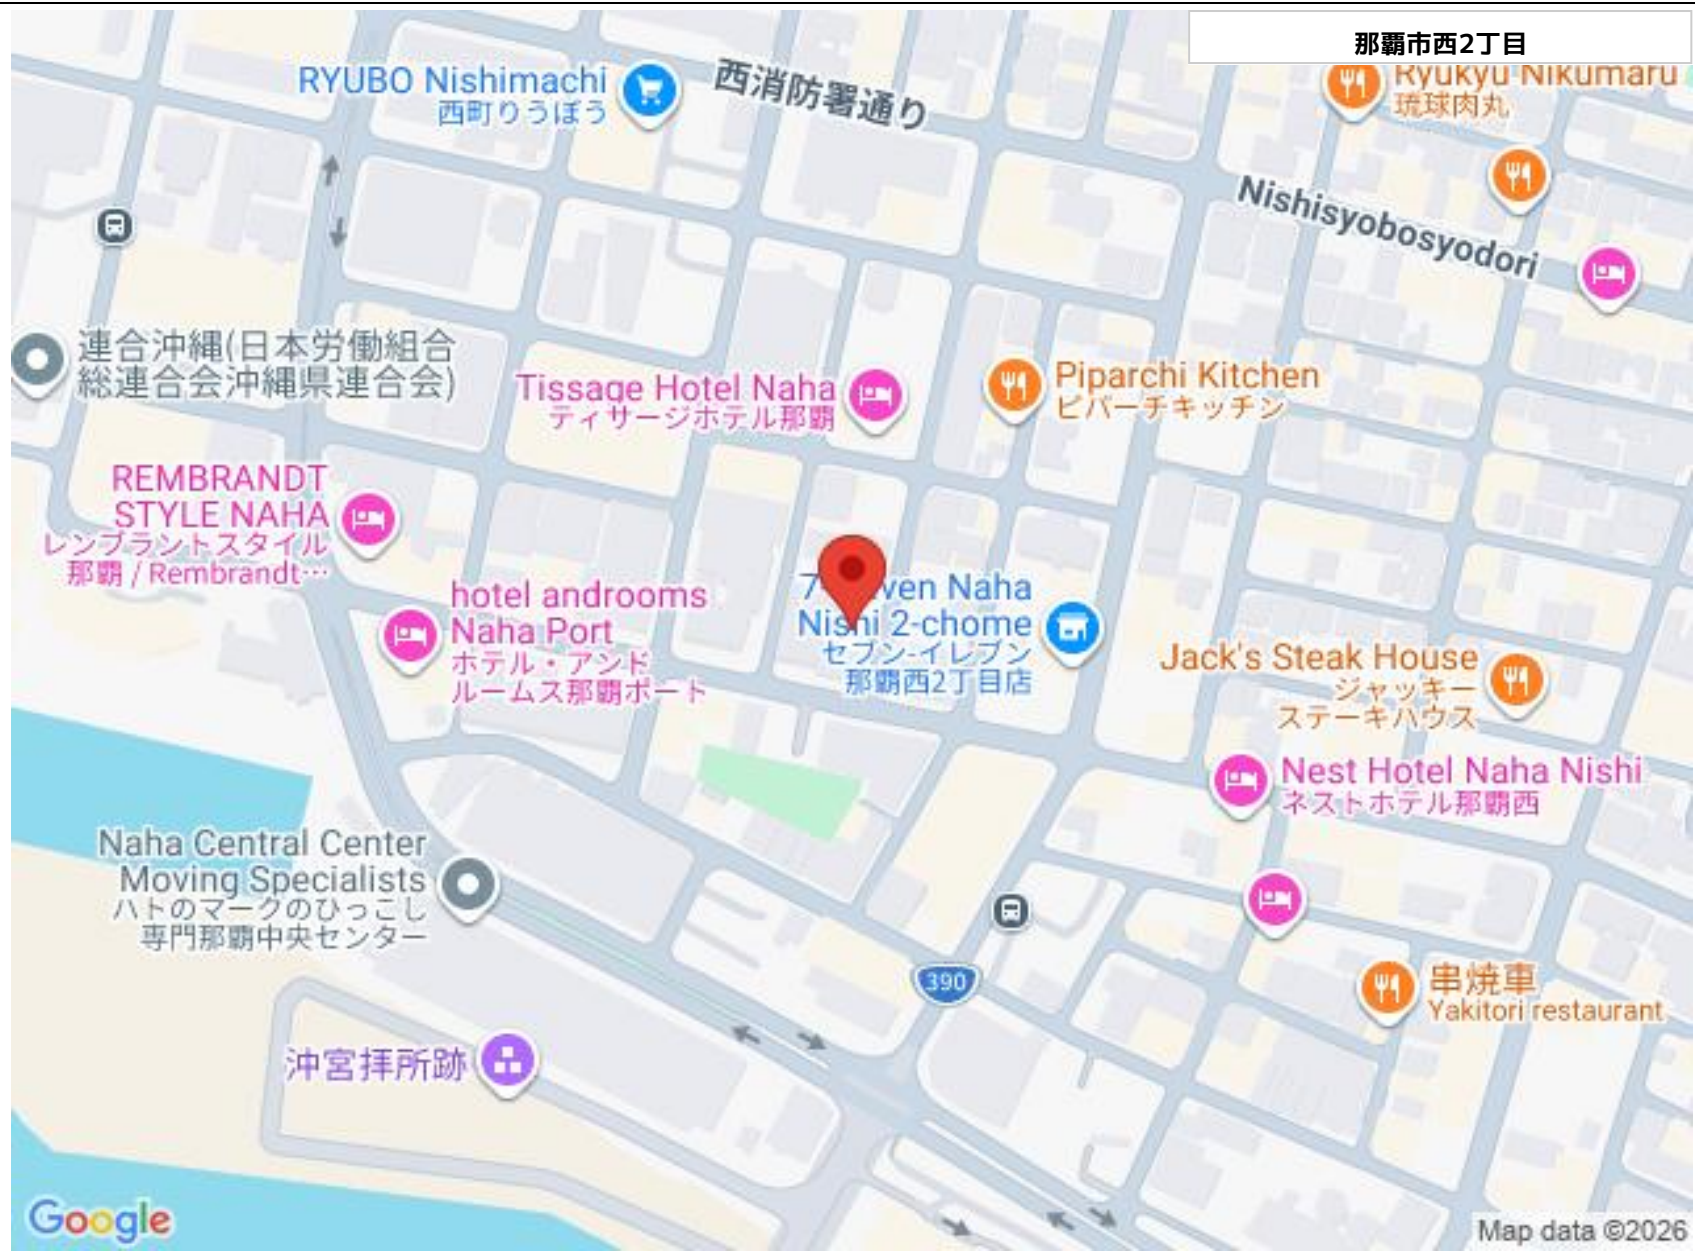 那覇市西2丁目
RYUBO Nishimachi
西町りうぼう
西消防署通り
Ryukyu Nikumaru
琉球肉丸
Nishisyobosyodori
連合沖縄(日本労働組合
総連合会沖縄県連合会)
Tissage Hotel Naha
ティサージホテル那覇
Piparchi Kitchen
ピパーチキッチン
REMBRANDT
STYLE NAHA
レンブラントスタイル
那覇 / Rembrandt…
hotel androoms
Naha Port
ホテル・アンド
ルームス那覇ポート
Naha
Nishi 2-chome
セブン-イレブン
那覇西2丁目店
Jack's Steak House
ジャッキー
ステーキハウス
Nest Hotel Naha Nishi
ネストホテル那覇西
Naha Central Center
Moving Specialists
ハトのマークのひっこし
専門那覇中央センター
390
串焼車
Yakitori restaurant
沖宮拝所跡
Google
Map data ©2026